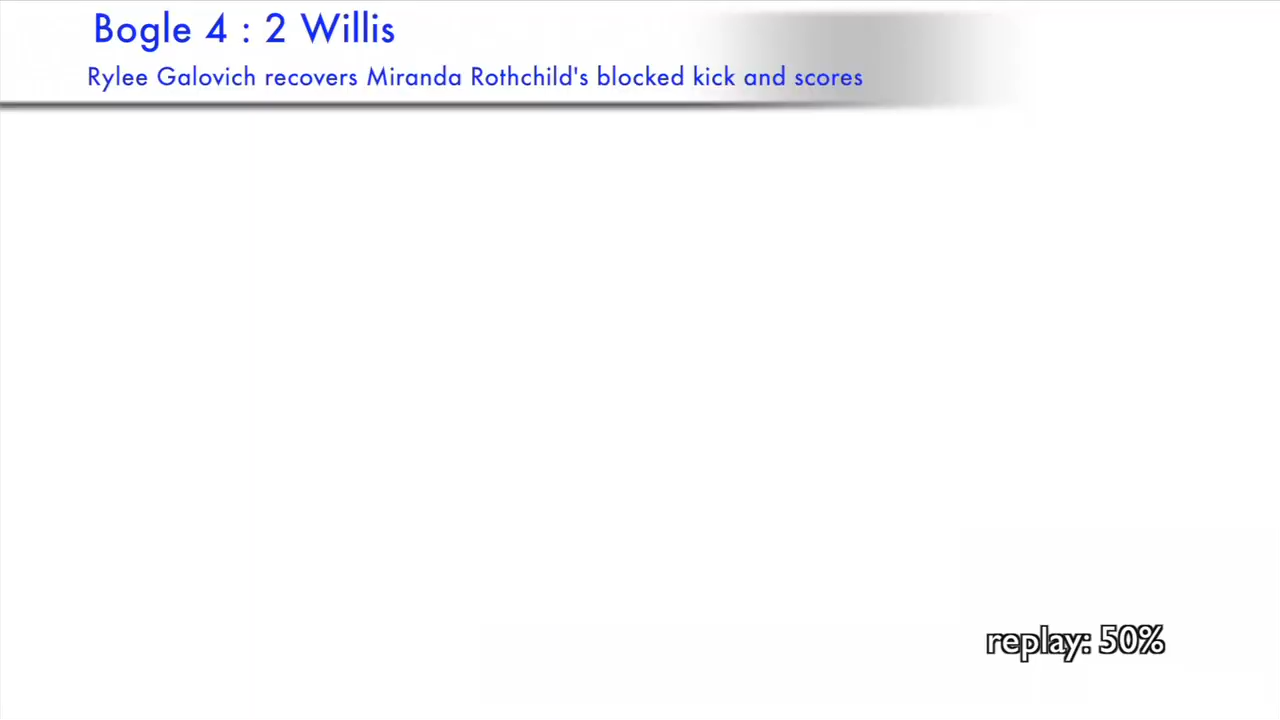 Bogle 4 : 2 Willis
Rylee Galovich recovers Miranda Rothchild's blocked kick and scores
replay: 50%